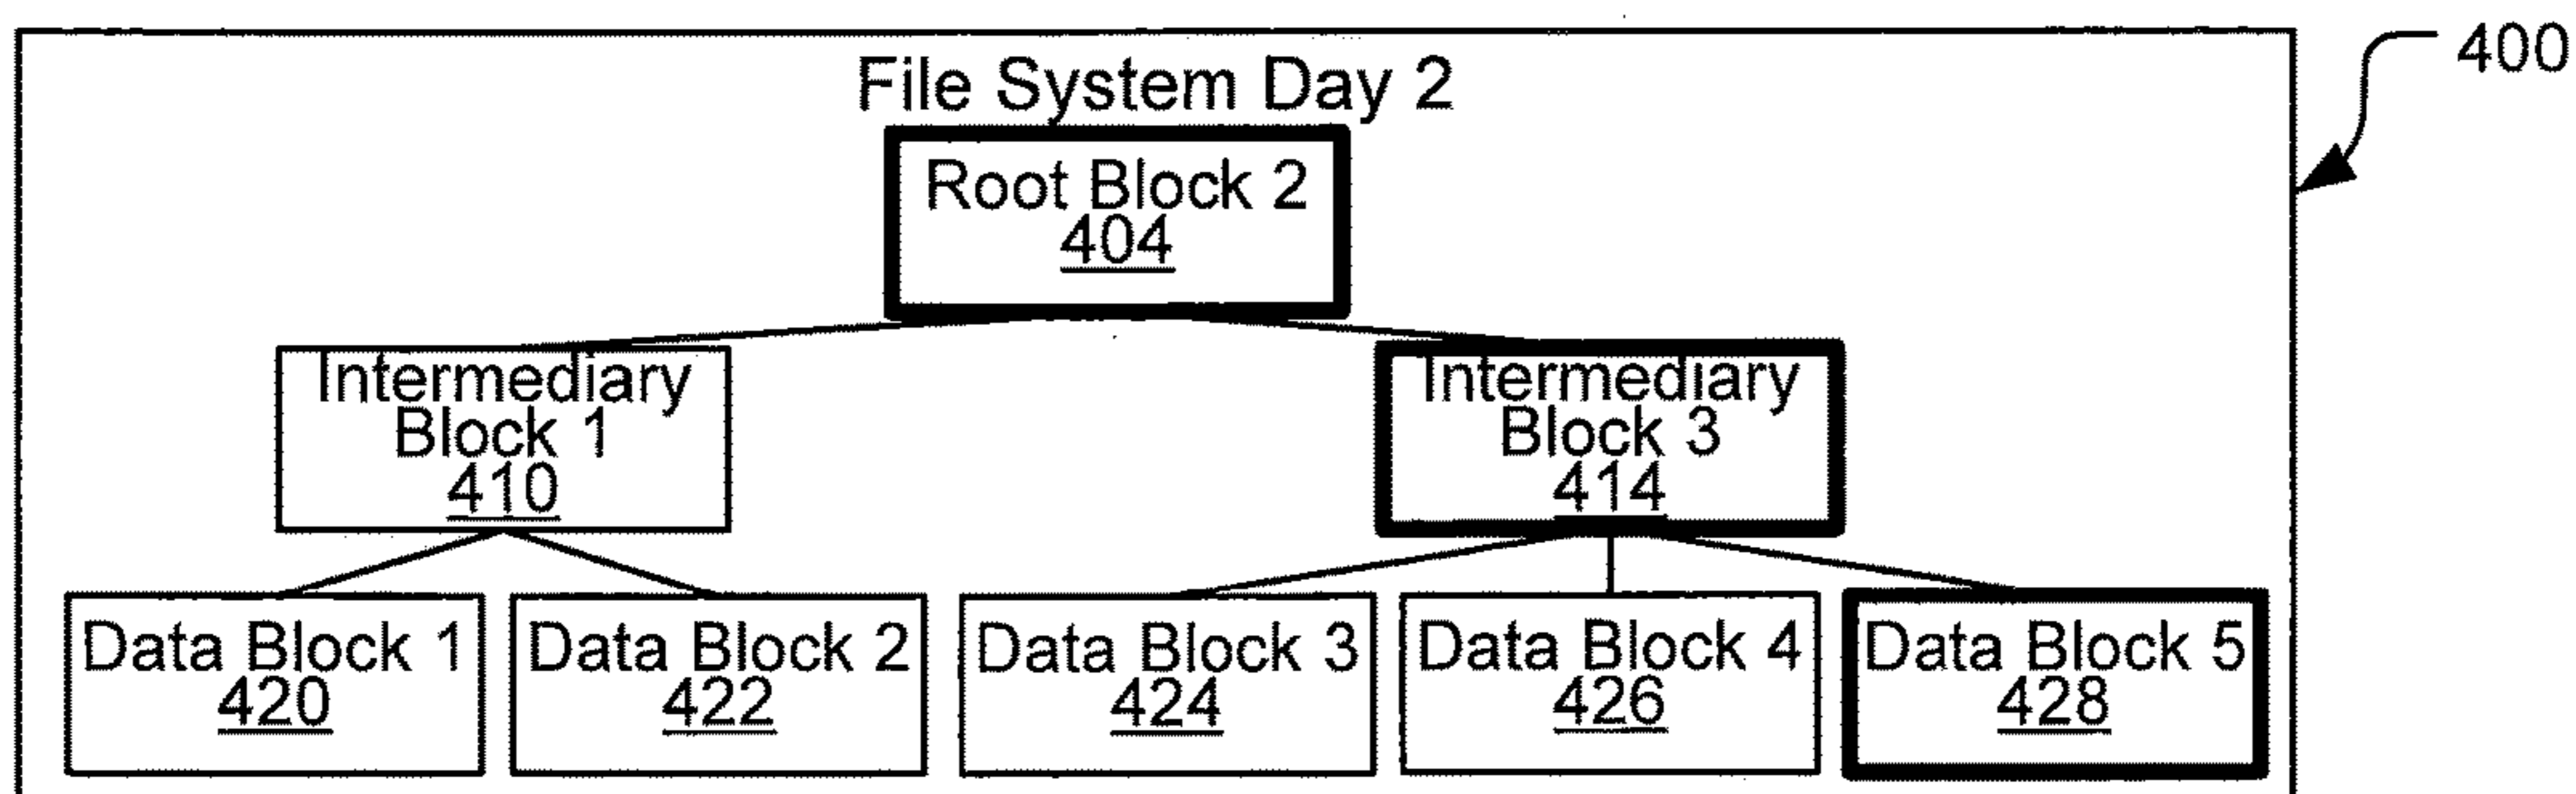 400
File System Day 2
Root Block 2
404
Intermediary
Block 1
410
Intermediary
Block 3
414
Data Block 1
420
Data Block 2
422
Data Block 3
424
Data Block 4
426
Data Block 5
428